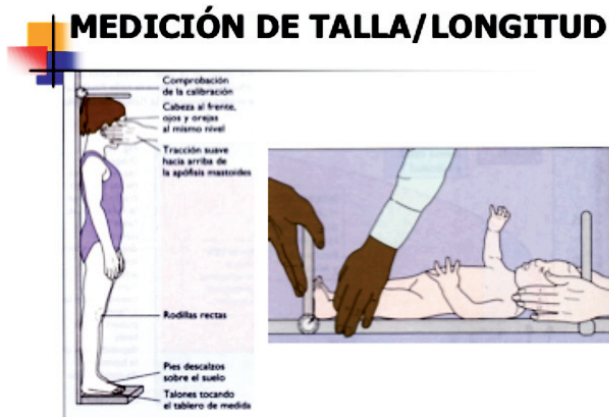 MEDICIÓN DE TALLA/LONGITUD
Comprobación
de la calibración
Cabeza al frente,
ojos y orejas
al mismo nivel
Tracción suave
hacia arriba de
la apófisis mastoides
Rodillas rectas
Pies descalzos
sobre el suelo
Talones tocando
el tablero de medida